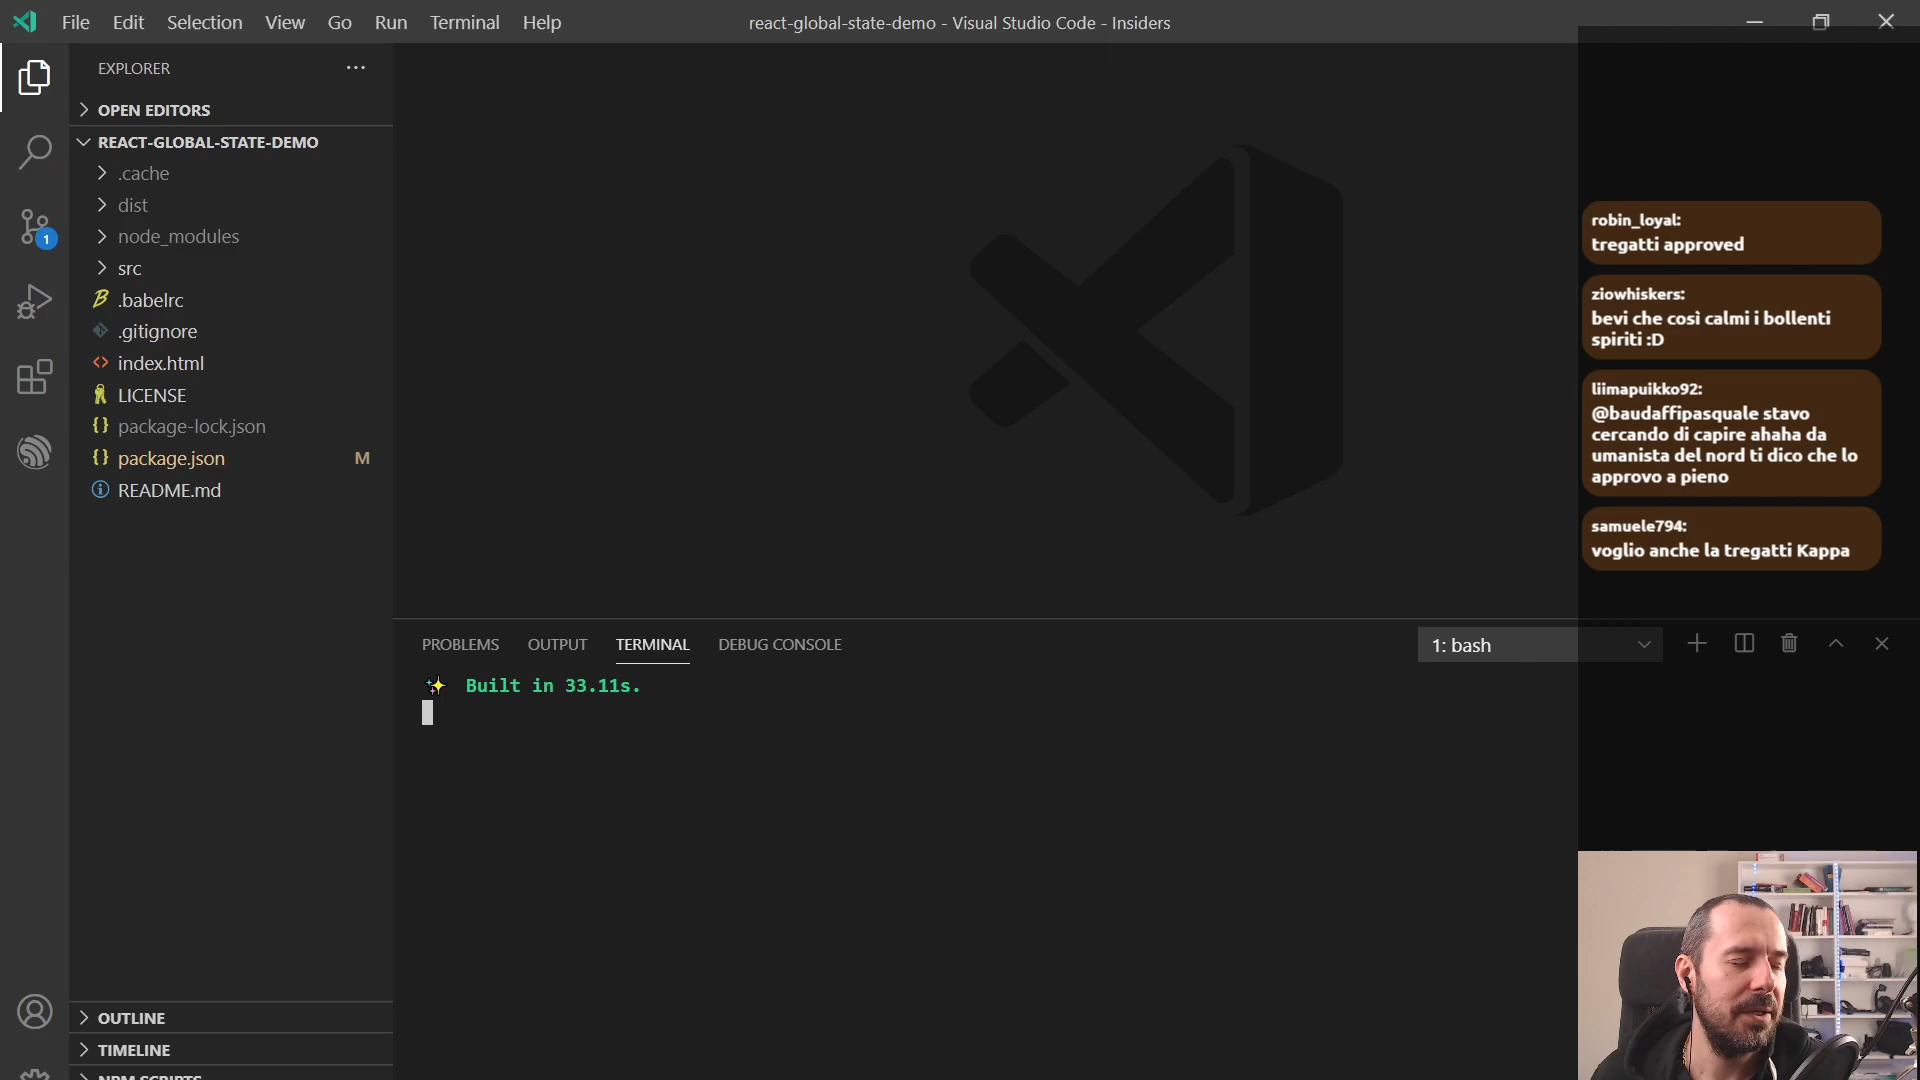 File Edit Selection View Go Run Terminal Help
react-global-state-demo - Visual Studio Code - Insiders
EXPLORER
OPEN EDITORS
REACT-GLOBAL-STATE-DEMO
.cache
dist
node_modules
src
.babelrc
.gitignore
index.html
LICENSE
package-lock.json
package.json M
README.md
1
OUTLINE
TIMELINE
NPM SCRIPTS
robin_loyal:
tregatti approved
ziowhiskers:
bevi che così calmi i bollenti
spiriti :D
liimapuikko92:
@baudaffipasquale stavo
cercando di capire ahaha da
umanista del nord ti dico che lo
approvo a pieno
samuele794:
voglio anche la tregatti Kappa
PROBLEMS OUTPUT TERMINAL DEBUG CONSOLE
1: bash
Built in 33.11s.